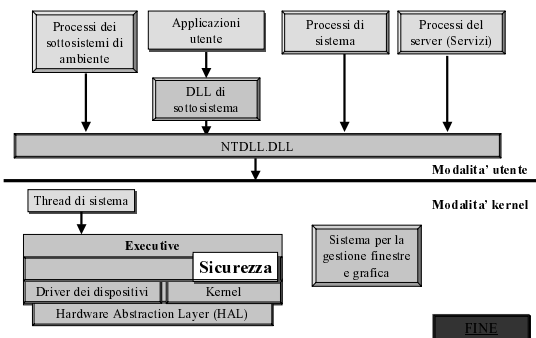 Processi dei
sottosistemi di
ambiente
Applicazioni
utente
Processi di
sistema
Processi del
server (Servizi)
DLL di
sottosistema
NTDLL.DLL
Modalita' utente
Modalita' kernel
Thread di sistema
Executive
Sicurezza
Sistema per la
gestione finestre
e grafica
Driver dei dispositivi
Kernel
Hardware Abstraction Layer (HAL)
FINE